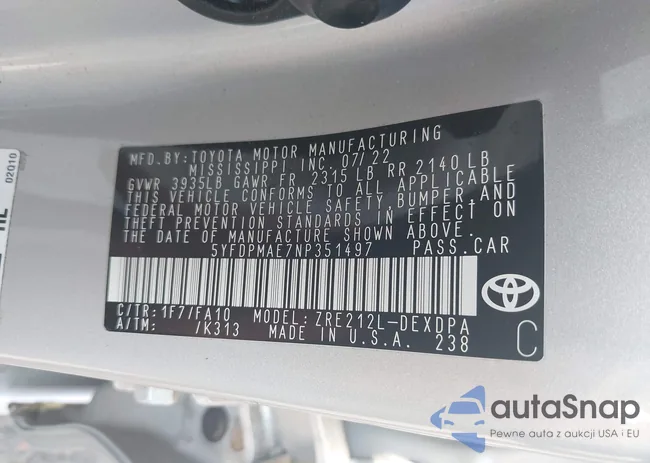 MFD.BY:TOYOTA MOTOR MANUFACTURING
MISSISSIPPI, INC. 07/22
GVWR 3935LB GAWR FR 2315 LB RR 2140 LB
THIS VEHICLE CONFORMS TO ALL APPLICABLE
FEDERAL MOTOR VEHICLE SAFETY, BUMPER, AND
THEFT PREVENTION STANDARDS IN EFFECT ON
THE DATE OF MANUFACTURE SHOWN ABOVE.
5YFDPMAE7NP351497 PASS.CAR
C/TR: 1F7/FA10 MODEL: ZRE212L-DEXDPA
A/TM: /K313 MADE IN U.S.A. 238
C
02010
autaSnap
Pewne auta z aukcji USA i EU